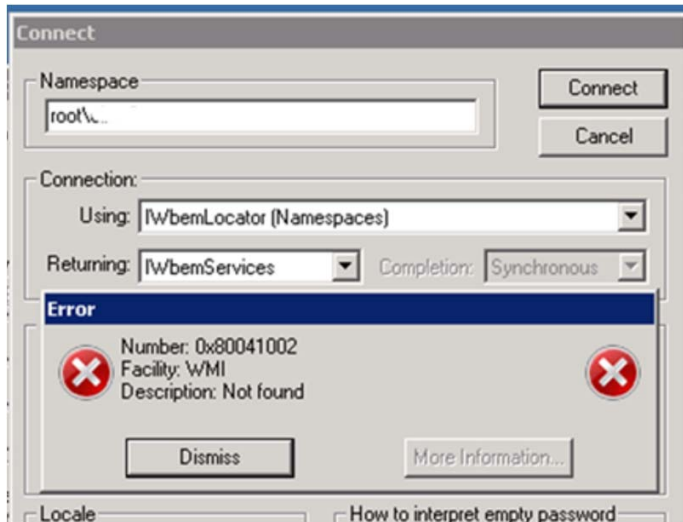 Connect
Namespace
root\
Connect
Cancel
Connection:
Using: IWbemLocator (Namespaces)
Returning: IWbemServices Completion: Synchronous
Error
Number: 0x80041002
Facility: WMI
Description: Not found
Dismiss
More Information...
Locale
How to interpret empty password